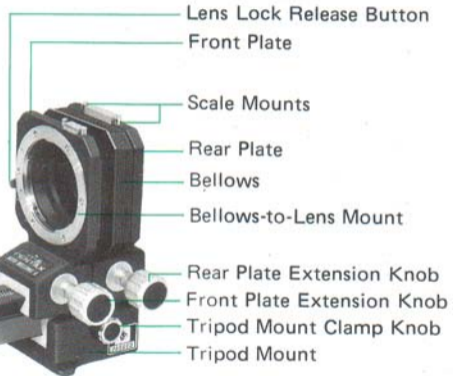 Lens Lock Release Button
Front Plate
Scale Mounts
Rear Plate
Bellows
Bellows-to-Lens Mount
Rear Plate Extension Knob
Front Plate Extension Knob
Tripod Mount Clamp Knob
Tripod Mount